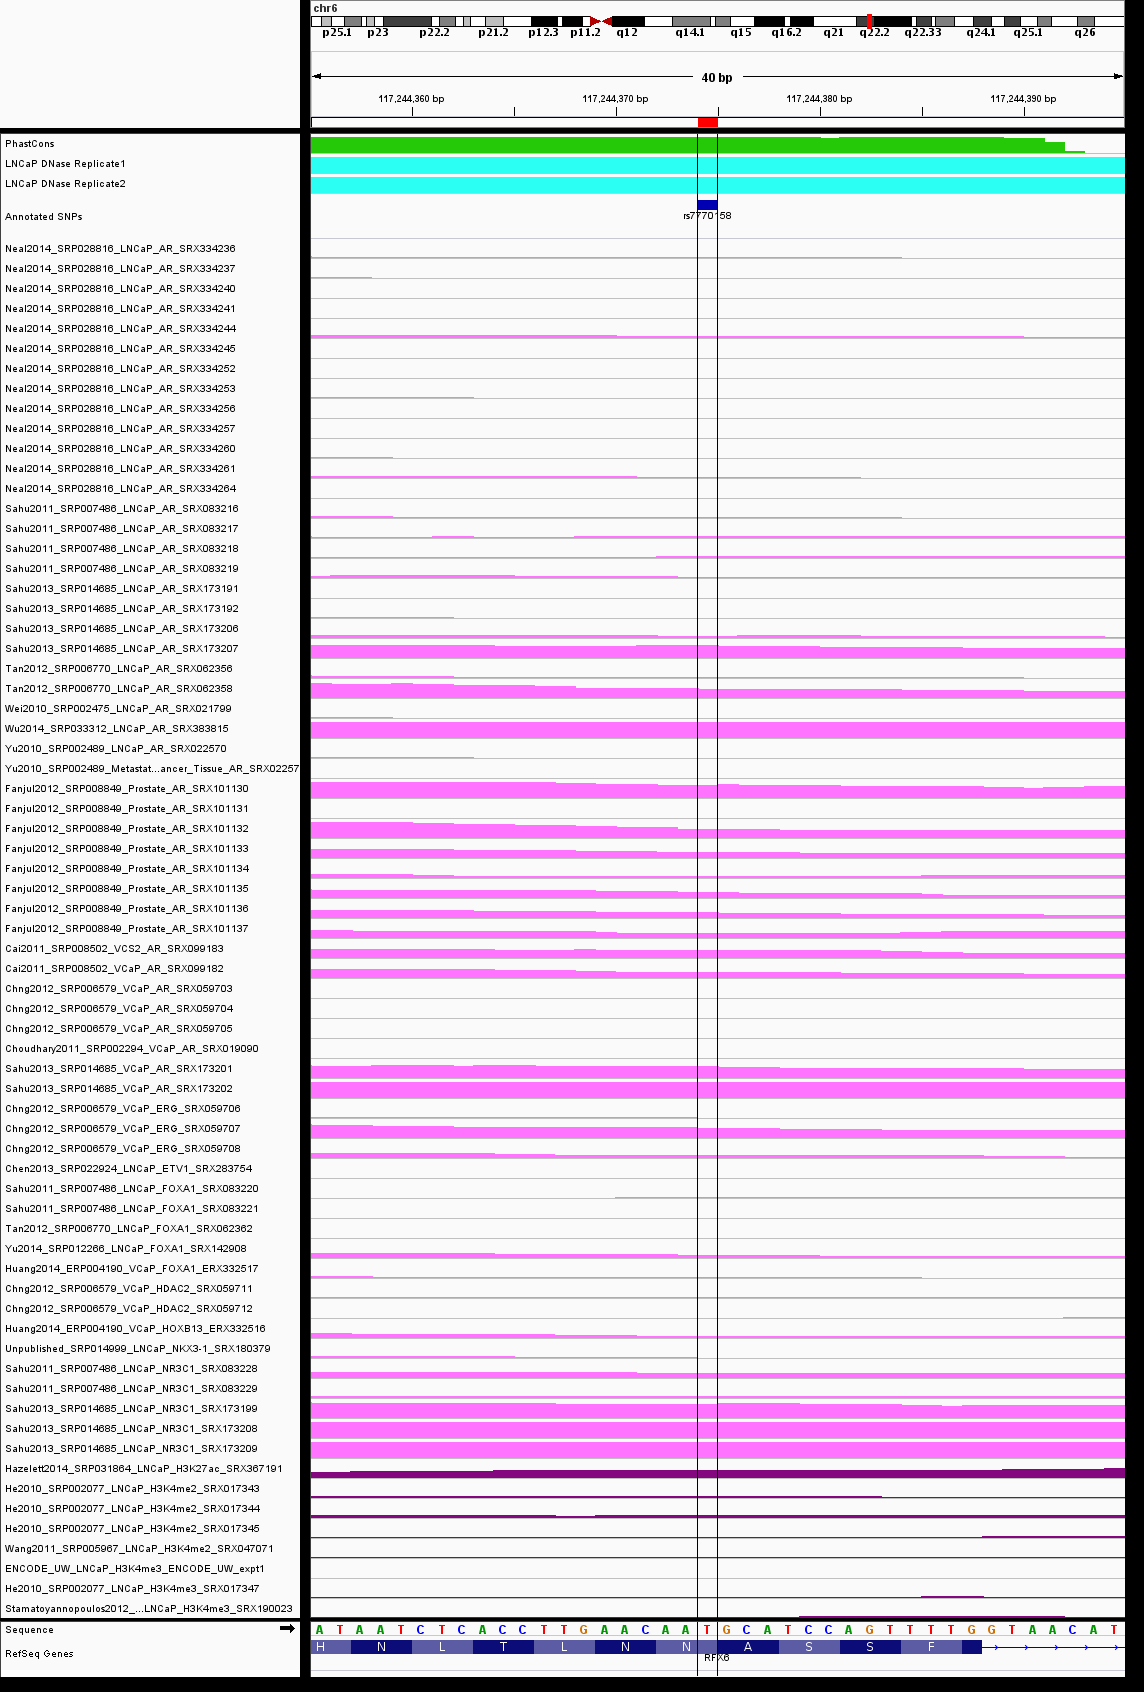 chr6
p25.1 p23 p22.2 p21.2 p12.3 p11.2 q12 q14.1 q15 q16.2 q21 q22.2 q22.33 q24.1 q25.1 q26
40 bp
117,244,360 bp 117,244,370 bp 117,244,380 bp 117,244,390 bp
PhastCons
LNCaP DNase Replicate1
LNCaP DNase Replicate2
Annotated SNPs
rs7770158
Neal2014_SRP028816_LNCaP_AR_SRX334236
Neal2014_SRP028816_LNCaP_AR_SRX334237
Neal2014_SRP028816_LNCaP_AR_SRX334240
Neal2014_SRP028816_LNCaP_AR_SRX334241
Neal2014_SRP028816_LNCaP_AR_SRX334244
Neal2014_SRP028816_LNCaP_AR_SRX334245
Neal2014_SRP028816_LNCaP_AR_SRX334252
Neal2014_SRP028816_LNCaP_AR_SRX334253
Neal2014_SRP028816_LNCaP_AR_SRX334256
Neal2014_SRP028816_LNCaP_AR_SRX334257
Neal2014_SRP028816_LNCaP_AR_SRX334260
Neal2014_SRP028816_LNCaP_AR_SRX334261
Neal2014_SRP028816_LNCaP_AR_SRX334264
Sahu2011_SRP007486_LNCaP_AR_SRX083216
Sahu2011_SRP007486_LNCaP_AR_SRX083217
Sahu2011_SRP007486_LNCaP_AR_SRX083218
Sahu2011_SRP007486_LNCaP_AR_SRX083219
Sahu2013_SRP014685_LNCaP_AR_SRX173191
Sahu2013_SRP014685_LNCaP_AR_SRX173192
Sahu2013_SRP014685_LNCaP_AR_SRX173206
Sahu2013_SRP014685_LNCaP_AR_SRX173207
Tan2012_SRP006770_LNCaP_AR_SRX062356
Tan2012_SRP006770_LNCaP_AR_SRX062358
Wei2010_SRP002475_LNCaP_AR_SRX021799
Wu2014_SRP033312_LNCaP_AR_SRX383815
Yu2010_SRP002489_LNCaP_AR_SRX022570
Yu2010_SRP002489_Metastat...ancer_Tissue_AR_SRX02257
Fanjul2012_SRP008849_Prostate_AR_SRX101130
Fanjul2012_SRP008849_Prostate_AR_SRX101131
Fanjul2012_SRP008849_Prostate_AR_SRX101132
Fanjul2012_SRP008849_Prostate_AR_SRX101133
Fanjul2012_SRP008849_Prostate_AR_SRX101134
Fanjul2012_SRP008849_Prostate_AR_SRX101135
Fanjul2012_SRP008849_Prostate_AR_SRX101136
Fanjul2012_SRP008849_Prostate_AR_SRX101137
Cai2011_SRP008502_VCS2_AR_SRX099183
Cai2011_SRP008502_VCaP_AR_SRX099182
Chng2012_SRP006579_VCaP_AR_SRX059703
Chng2012_SRP006579_VCaP_AR_SRX059704
Chng2012_SRP006579_VCaP_AR_SRX059705
Choudhary2011_SRP002294_VCaP_AR_SRX019090
Sahu2013_SRP014685_VCaP_AR_SRX173201
Sahu2013_SRP014685_VCaP_AR_SRX173202
Chng2012_SRP006579_VCaP_ERG_SRX059706
Chng2012_SRP006579_VCaP_ERG_SRX059707
Chng2012_SRP006579_VCaP_ERG_SRX059708
Chen2013_SRP022924_LNCaP_ETV1_SRX283754
Sahu2011_SRP007486_LNCaP_FOXA1_SRX083220
Sahu2011_SRP007486_LNCaP_FOXA1_SRX083221
Tan2012_SRP006770_LNCaP_FOXA1_SRX062362
Yu2014_SRP012266_LNCaP_FOXA1_SRX142908
Huang2014_ERP004190_VCaP_FOXA1_ERX332517
Chng2012_SRP006579_VCaP_HDAC2_SRX059711
Chng2012_SRP006579_VCaP_HDAC2_SRX059712
Huang2014_ERP004190_VCaP_HOXB13_ERX332516
Unpublished_SRP014999_LNCaP_NKX3-1_SRX180379
Sahu2011_SRP007486_LNCaP_NR3C1_SRX083228
Sahu2011_SRP007486_LNCaP_NR3C1_SRX083229
Sahu2013_SRP014685_LNCaP_NR3C1_SRX173199
Sahu2013_SRP014685_LNCaP_NR3C1_SRX173208
Sahu2013_SRP014685_LNCaP_NR3C1_SRX173209
Hazelett2014_SRP031864_LNCaP_H3K27ac_SRX367191
He2010_SRP002077_LNCaP_H3K4me2_SRX017343
He2010_SRP002077_LNCaP_H3K4me2_SRX017344
He2010_SRP002077_LNCaP_H3K4me2_SRX017345
Wang2011_SRP005967_LNCaP_H3K4me2_SRX047071
ENCODE_UW_LNCaP_H3K4me3_ENCODE_UW_expt1
He2010_SRP002077_LNCaP_H3K4me3_SRX017347
Stamatoyannopoulos2012_...LNCaP_H3K4me3_SRX190023
Sequence A T A A T C T C A C C T T G A A C A A T G C A T C C A G T T T T G G T A A C A T
RefSeq Genes H N L T L N N A S S F
RFX6